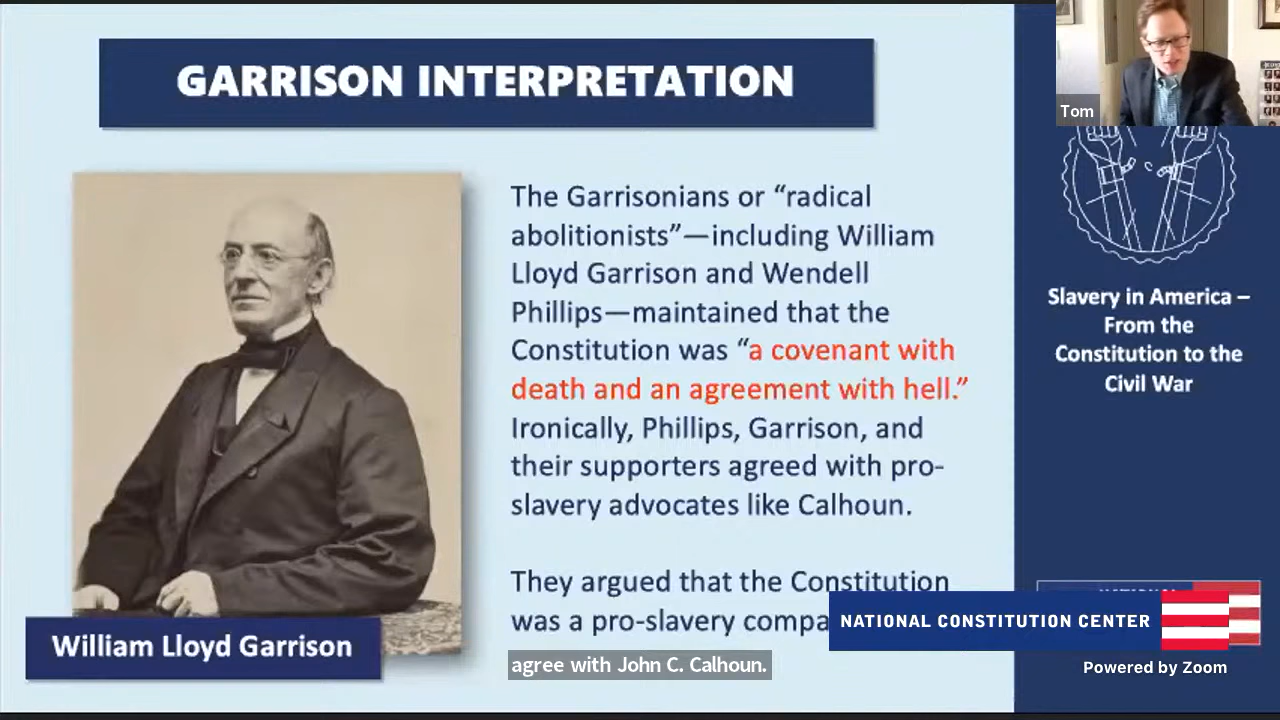 GARRISON INTERPRETATION
The Garrisonians or “radical
abolitionists”—including William
Lloyd Garrison and Wendell
Phillips—maintained that the
Constitution was “a covenant with
death and an agreement with hell.”
Ironically, Phillips, Garrison, and
their supporters agreed with pro-
slavery advocates like Calhoun.
They argued that the Constitution
was a pro-slavery
William Lloyd Garrison
agree with John C. Calhoun.
Tom
Slavery in America –
From the
Constitution to the
Civil War
NATIONAL CONSTITUTION CENTER
Powered by Zoom